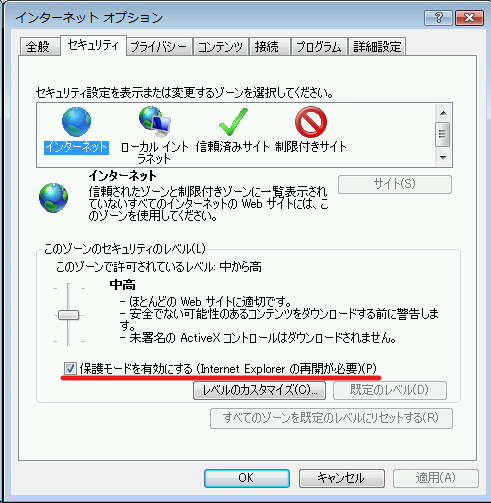 インターネット オプション
全般 セキュリティ プライバシー コンテンツ 接続 プログラム 詳細設定
セキュリティ設定を表示または変更するゾーンを選択してください。
インターネット ローカル イントラネット 信頼済みサイト 制限付きサイト
インターネット
サイト(S)
信頼されたゾーンと制限付きゾーンに一覧表示され
ていないすべてのインターネットの Web サイトには、こ
のゾーンを使用してください。
このゾーンのセキュリティのレベル(L)
このゾーンで許可されているレベル: 中から高
中高
- ほとんどの Web サイトに適切です。
- 安全でない可能性のあるコンテンツをダウンロードする前に警告しま
す。
- 未署名の ActiveX コントロールはダウンロードされません。
保護モードを有効にする (Internet Explorer の再開が必要)(P)
レベルのカスタマイズ(C)... 既定のレベル(D)
すべてのゾーンを既定のレベルにリセットする(R)
OK キャンセル 適用(A)